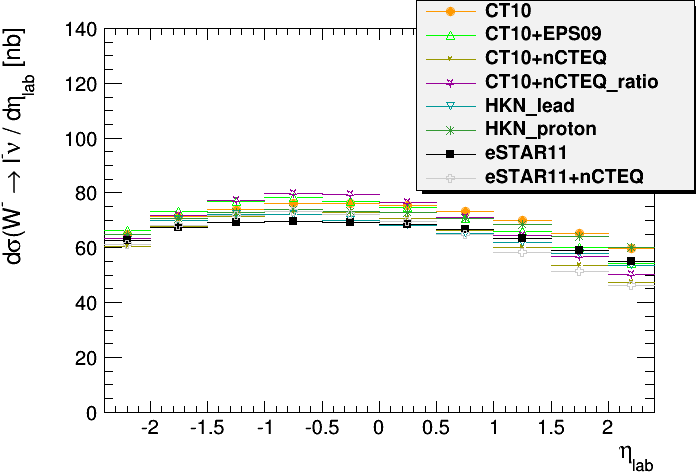 CT10
CT10+EPS09
CT10+nCTEQ
CT10+nCTEQ_ratio
HKN_lead
HKN_proton
eSTAR11
eSTAR11+nCTEQ
dσ(W⁻ → l⁻ν / dη_lab [nb]
140
120
100
80
60
40
20
0
-2 -1.5 -1 -0.5 0 0.5 1 1.5 2
η_lab